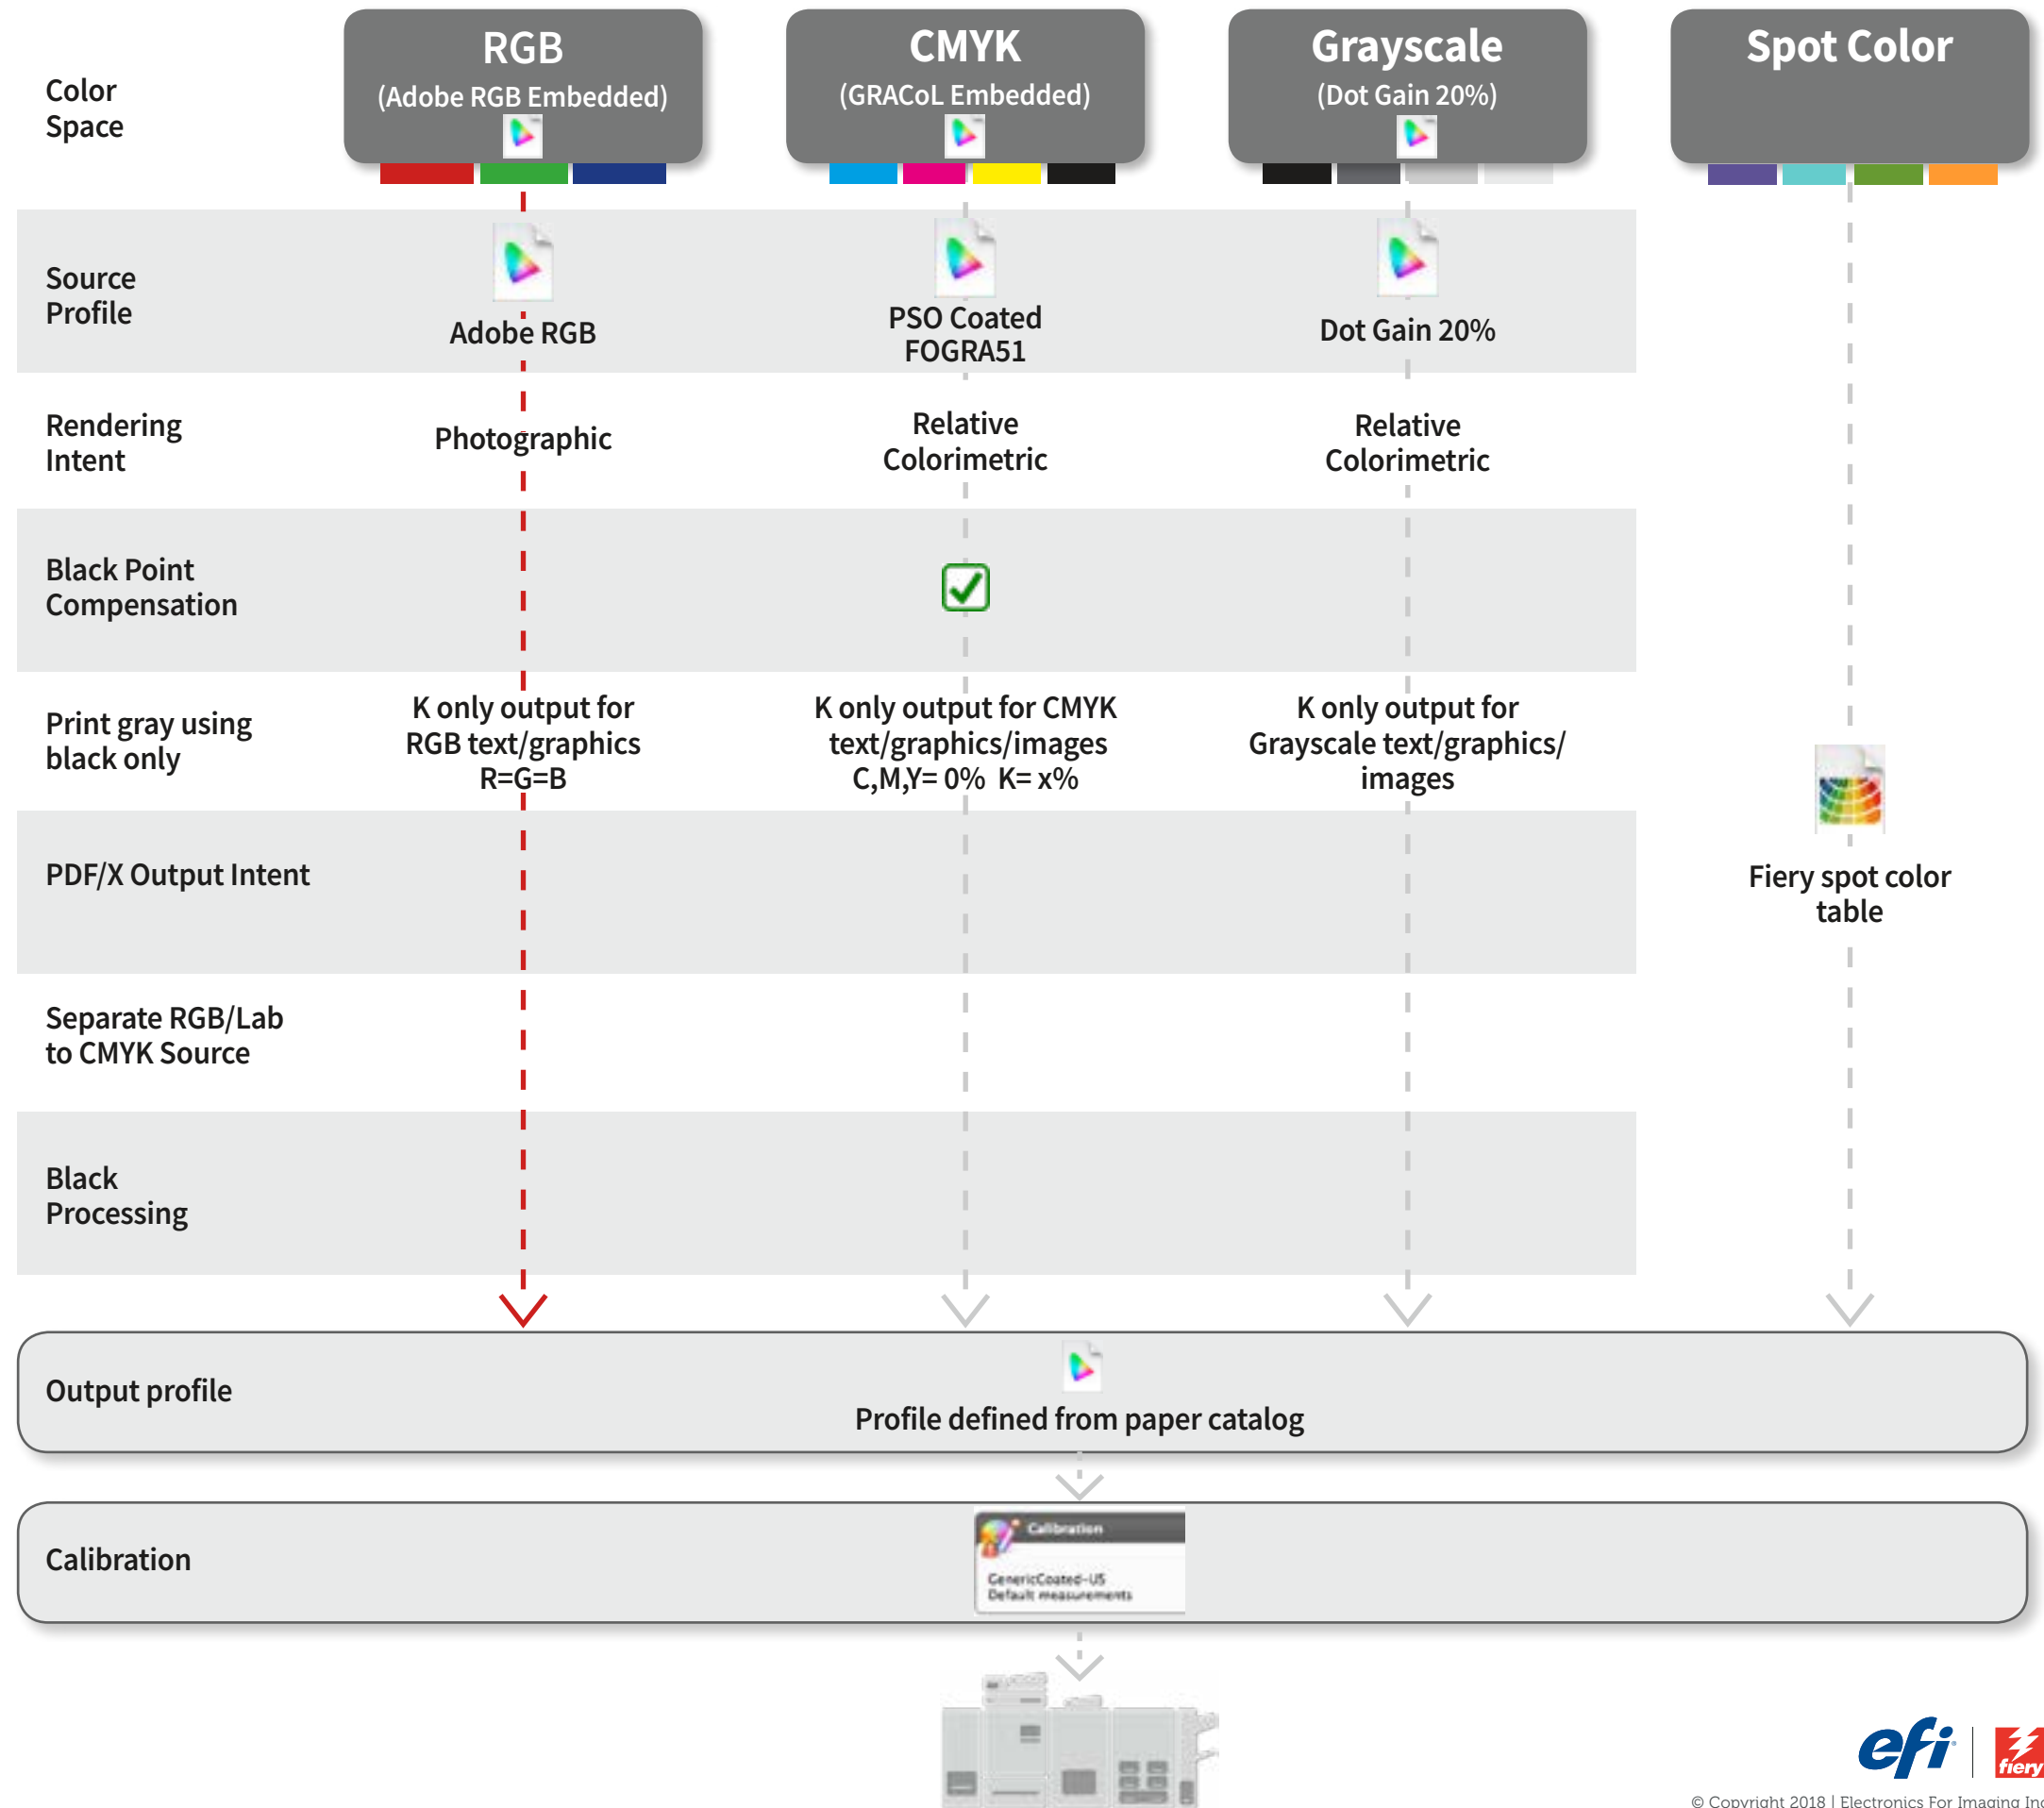 Color
Space
RGB
(Adobe RGB Embedded)
CMYK
(GRACoL Embedded)
Grayscale
(Dot Gain 20%)
Spot Color
Source
Profile
Adobe RGB
PSO Coated
FOGRA51
Dot Gain 20%
Rendering
Intent
Photographic
Relative
Colorimetric
Relative
Colorimetric
Black Point
Compensation
Print gray using
black only
K only output for
RGB text/graphics
R=G=B
K only output for CMYK
text/graphics/images
C,M,Y= 0%  K= x%
K only output for
Grayscale text/graphics/
images
PDF/X Output Intent
Fiery spot color
table
Separate RGB/Lab
to CMYK Source
Black
Processing
Output profile
Profile defined from paper catalog
Calibration
Calibration
GenericCoated-US
Default measurements
efi
fiery
© Copyright 2018 | Electronics For Imaging Inc